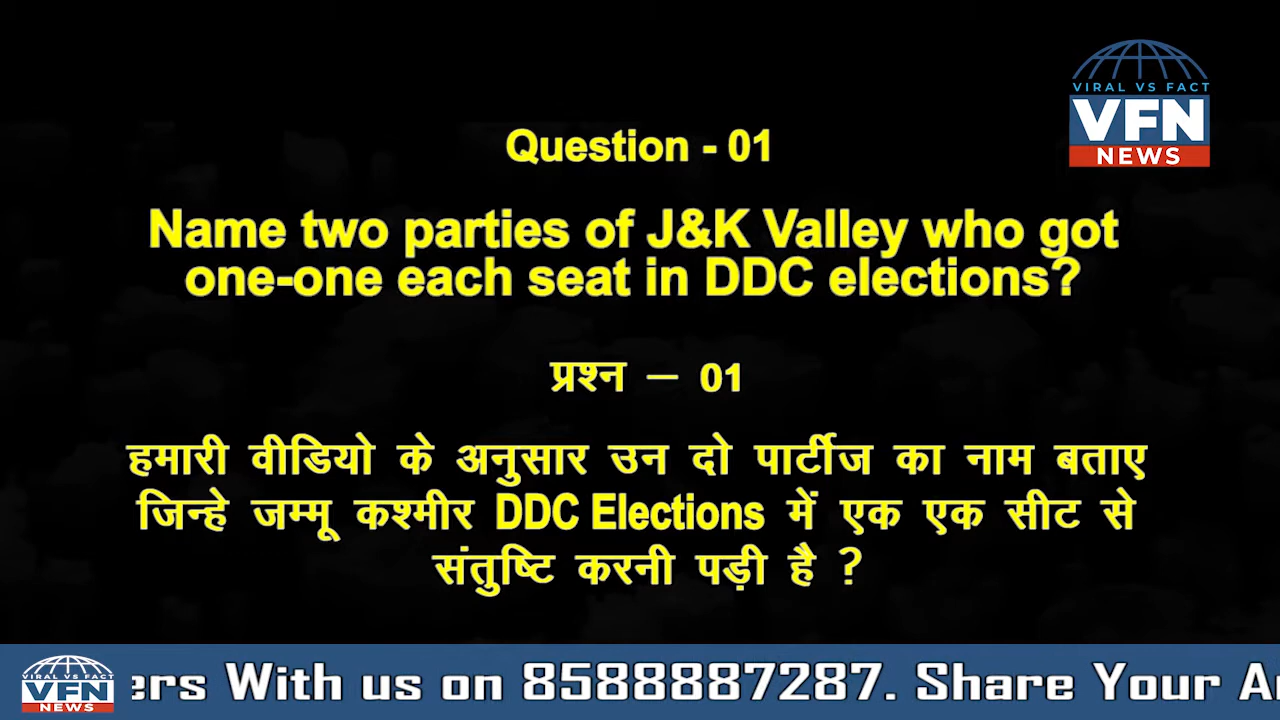 VIRAL VS FACT
VFN
NEWS
Question - 01
Name two parties of J&K Valley who got
one-one each seat in DDC elections?
प्रश्न – 01
हमारी वीडियो के अनुसार उन दो पार्टीज का नाम बताए
जिन्हे जम्मू कश्मीर DDC Elections में एक एक सीट से
संतुष्टि करनी पड़ी है ?
VIRAL VS FACT
VFN
NEWS
ers With us on 8588887287. Share Your A